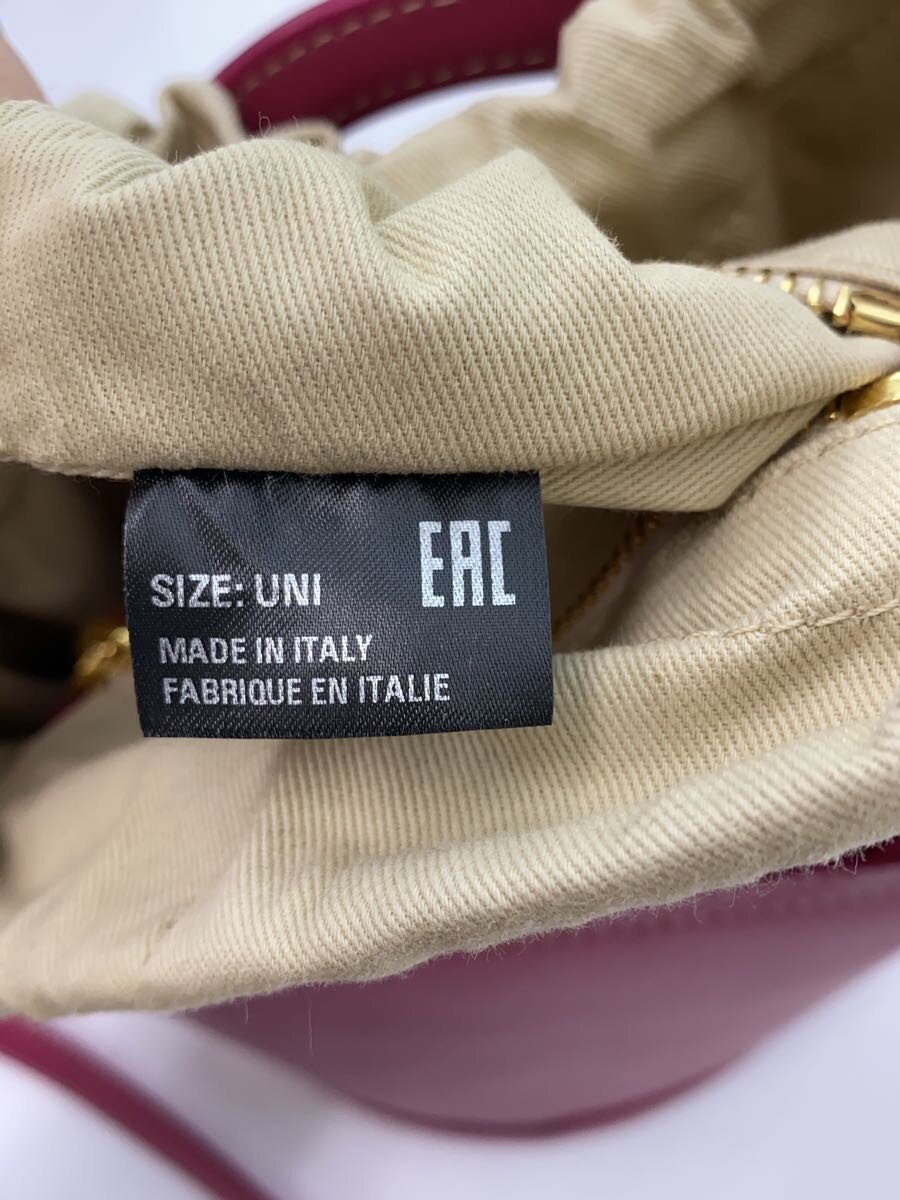 SIZE: UNI EAC
MADE IN ITALY
FABRIQUE EN ITALIE